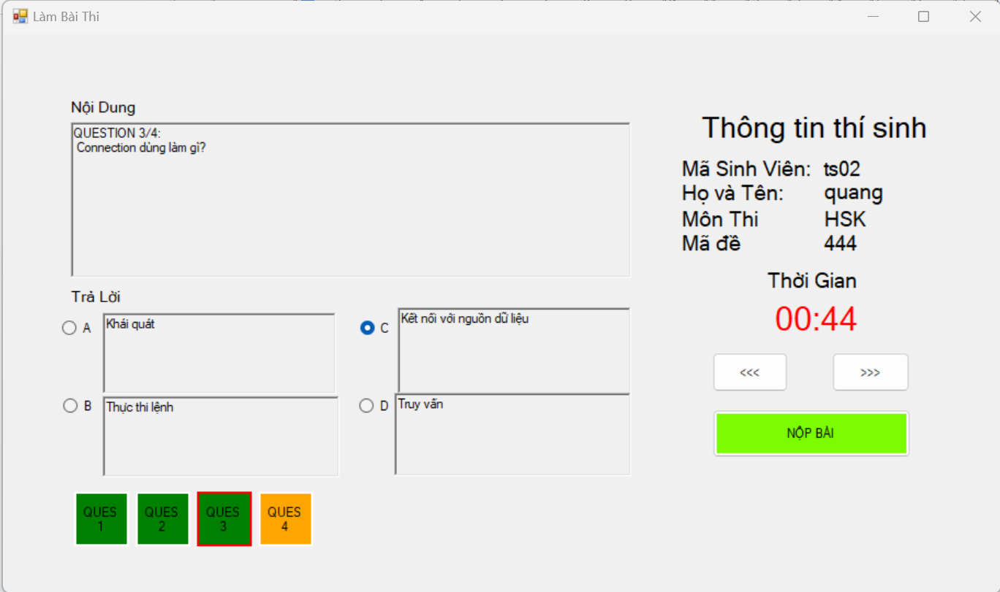 Làm Bài Thi
Nội Dung
QUESTION 3/4:
Connection dùng làm gì?
Trả Lời
A
Khái quát
B
Thực thi lệnh
C
Kết nối với nguồn dữ liệu
D
Truy vấn
QUES
1
QUES
2
QUES
3
QUES
4
Thông tin thí sinh
Mã Sinh Viên: ts02
Họ và Tên: quang
Môn Thi HSK
Mã đề 444
Thời Gian
00:44
<<<
>>>
NỘP BÀI